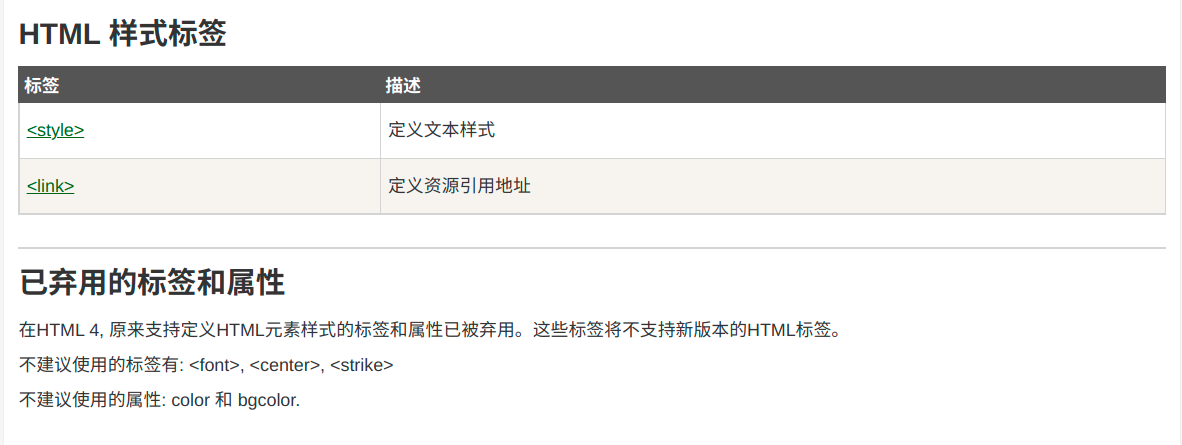 HTML 样式标签
标签 描述
<style> 定义文本样式
<link> 定义资源引用地址
已弃用的标签和属性
在HTML 4, 原来支持定义HTML元素样式的标签和属性已被弃用。这些标签将不支持新版本的HTML标签。
不建议使用的标签有: <font>, <center>, <strike>
不建议使用的属性: color 和 bgcolor.